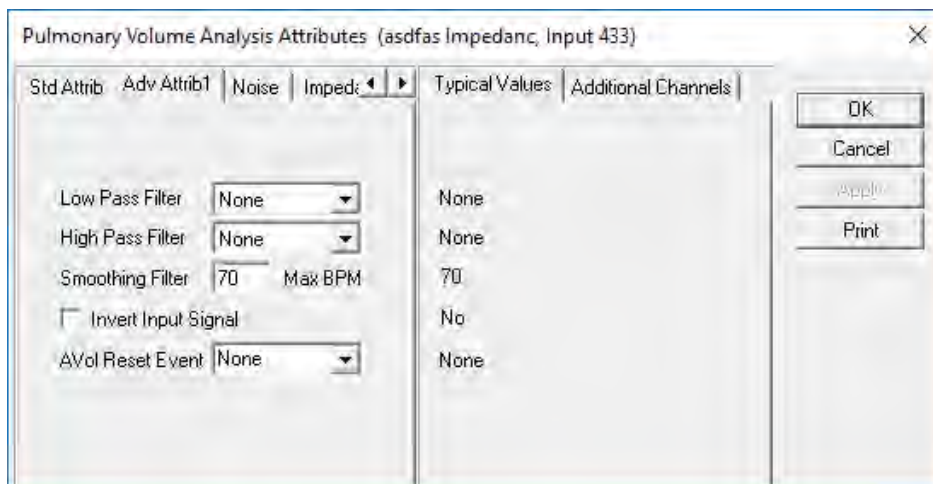 Pulmonary Volume Analysis Attributes (asdfas Impedanc, Input 433)
Std Attrib Adv Attrib1 Noise Impeda Typical Values Additional Channels
OK
Cancel
Apply
Print
Low Pass Filter None None
High Pass Filter None None
Smoothing Filter 70 Max BPM 70
Invert Input Signal No
AVol Reset Event None None